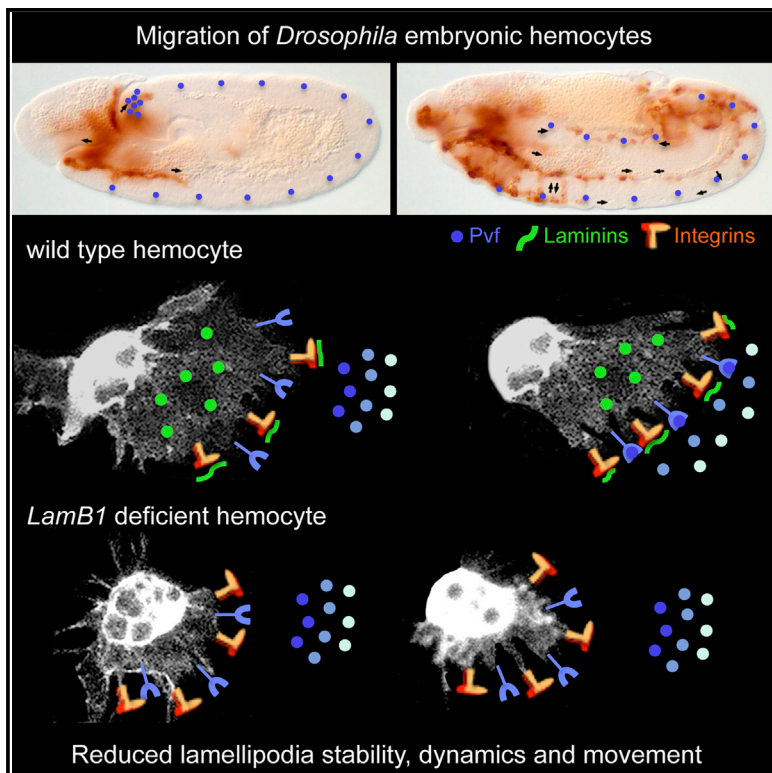 Migration of Drosophila embryonic hemocytes
Pvf Laminins Integrins
wild type hemocyte
LamB1 deficient hemocyte
Reduced lamellipodia stability, dynamics and movement